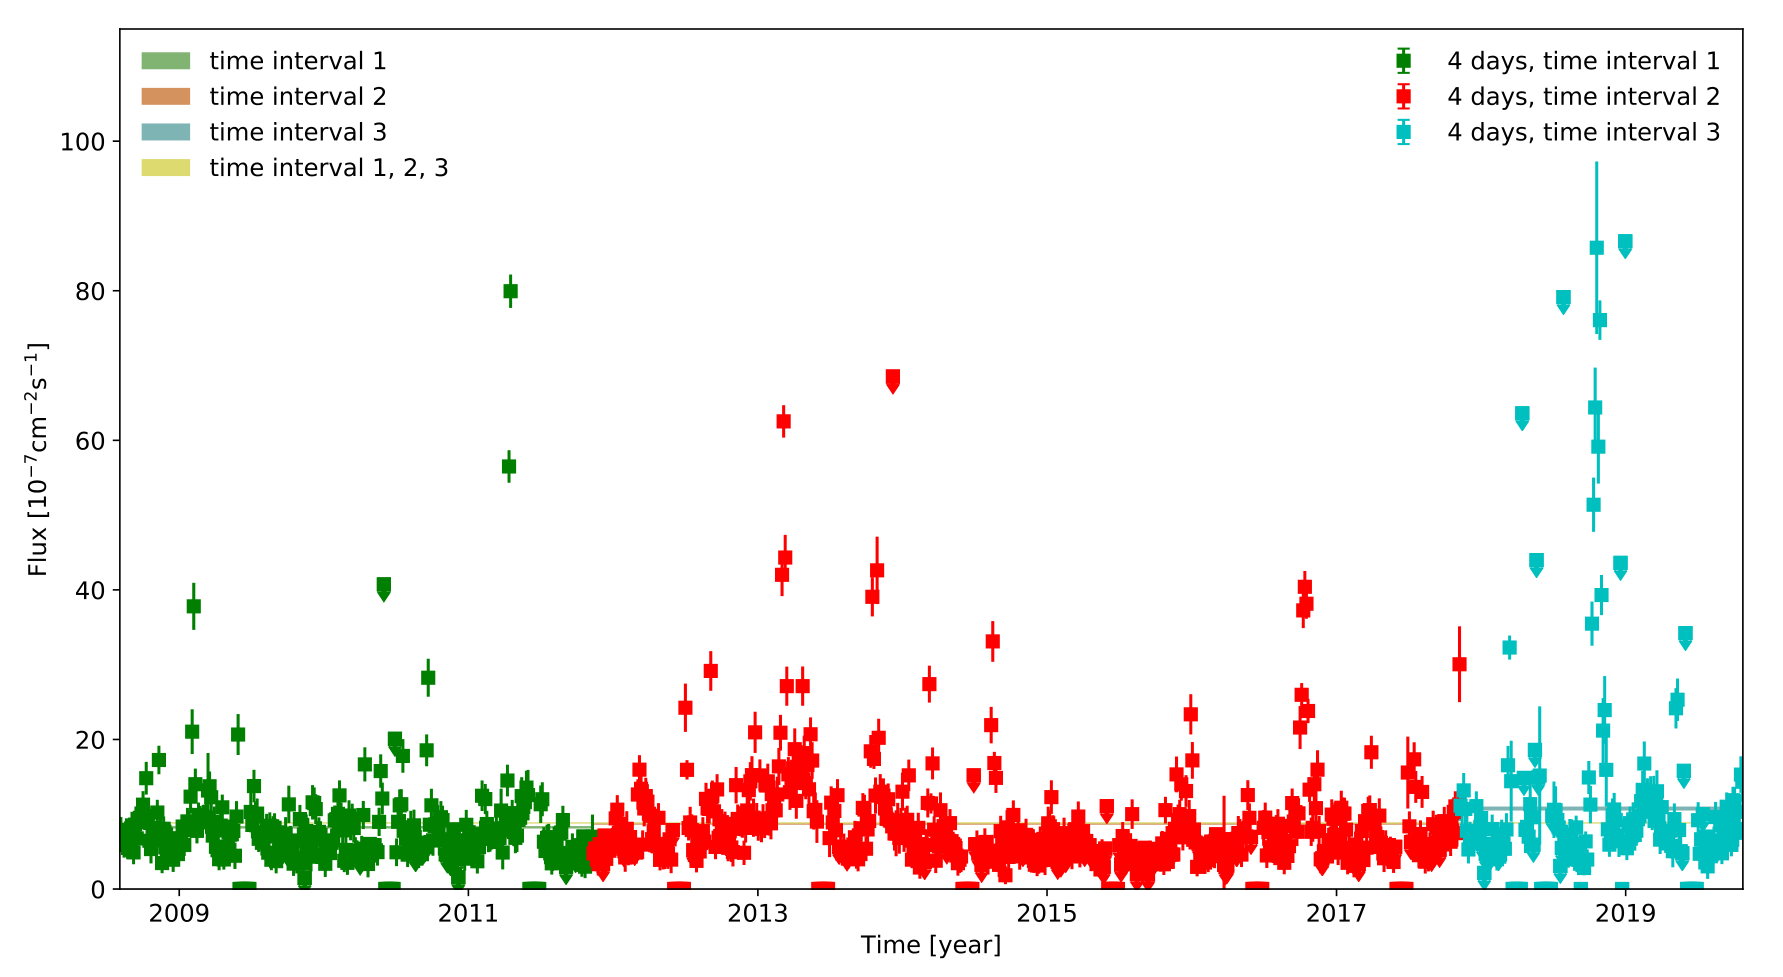 time interval 1
time interval 2
time interval 3
time interval 1, 2, 3
4 days, time interval 1
4 days, time interval 2
4 days, time interval 3
100
80
60
40
20
0
Flux [10⁻⁷cm⁻²s⁻¹]
2009 2011 2013 2015 2017 2019
Time [year]